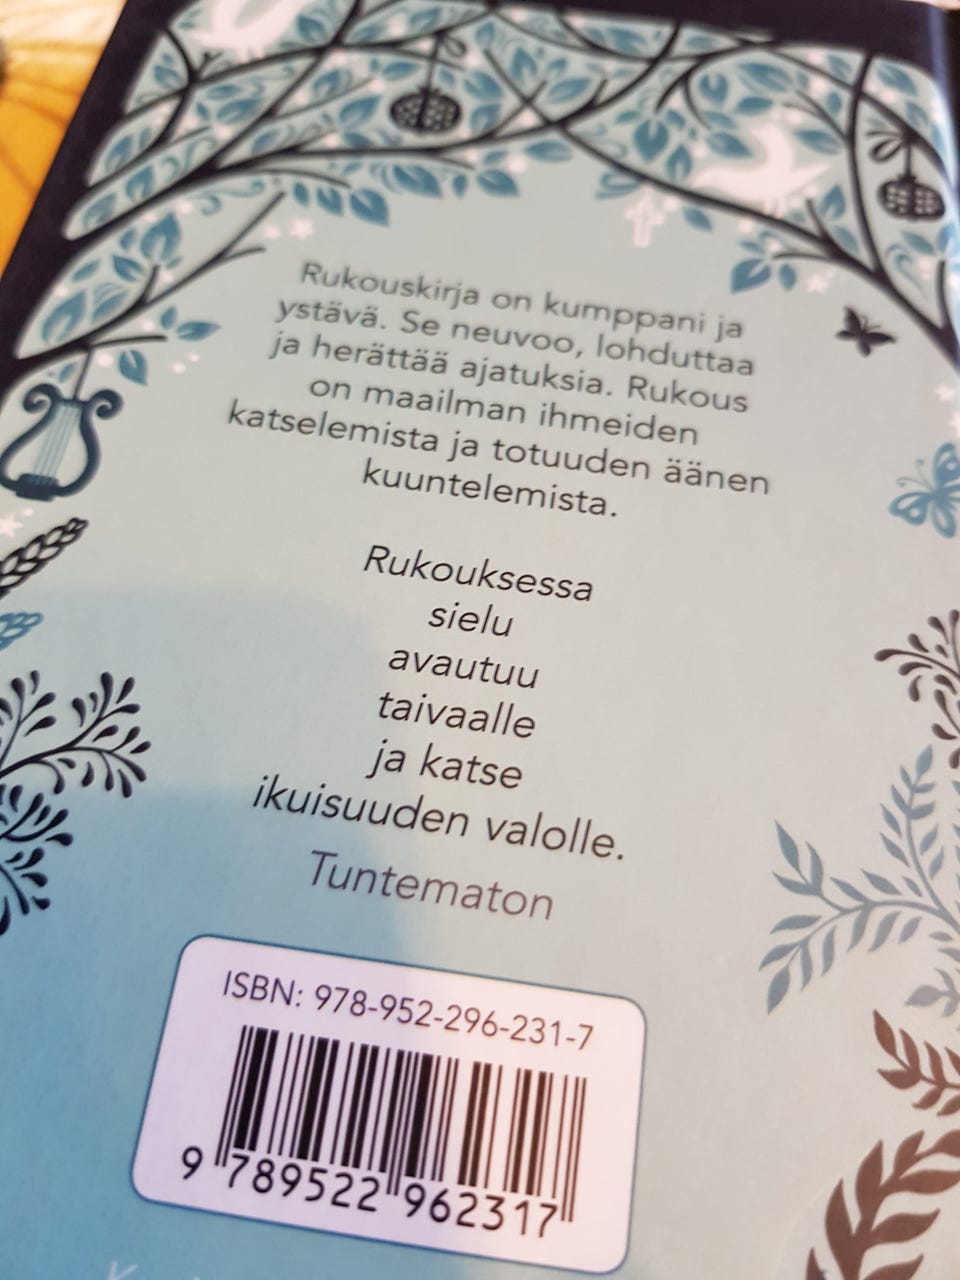 Rukouskirja on kumppani ja
ystävä. Se neuvoo, lohduttaa
ja herättää ajatuksia. Rukous
on maailman ihmeiden
katselemista ja totuuden äänen
kuuntelemista.
Rukouksessa
sielu
avautuu
taivaalle
ja katse
ikuisuuden valolle.
Tuntematon
ISBN: 978-952-296-231-7
9 789522 962317